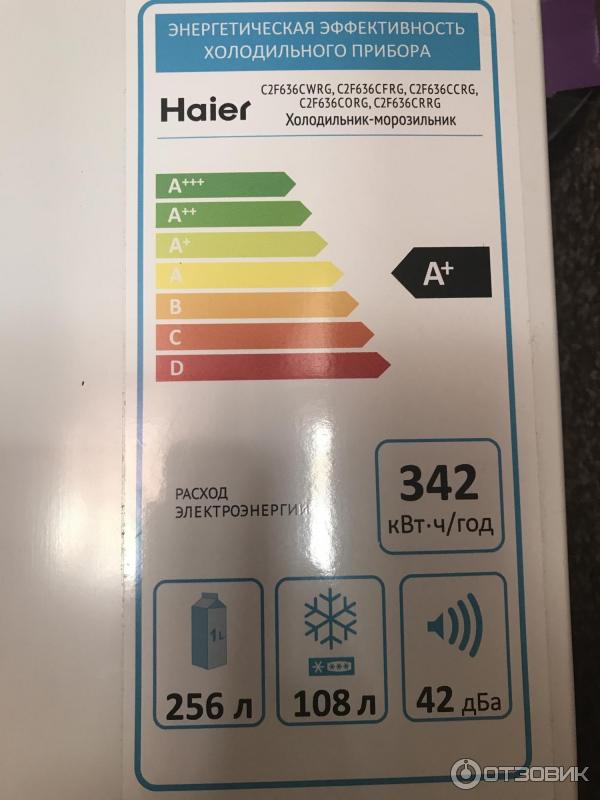 ЭНЕРГЕТИЧЕСКАЯ ЭФФЕКТИВНОСТЬ
ХОЛОДИЛЬНОГО ПРИБОРА
Haier
C2F636CWRG, C2F636CFRG, C2F636CCRG,
C2F636CORG, C2F636CRRG
Холодильник-морозильник
A+++
A++
A+
A
B
C
D
A+
РАСХОД
ЭЛЕКТРОЭНЕРГИИ
342
кВт·ч/год
1L
256 л
108 л
42 дБа
ОТЗОВИК